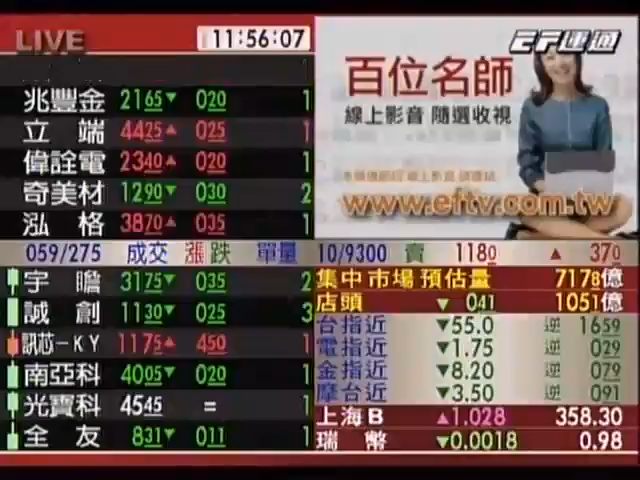 LIVE 11:56:07
EF運通
百位名師
線上影音 隨選收視
www.eftv.com.tw
兆豐金 2165▼ 020 1
立端 4425▲ 025 1
偉詮電 2340▲ 020 1
奇美材 1290▼ 030 2
泓格 3870▲ 035 1
059/275 成交 漲跌 單量
宇瞻 3175▼ 035 2
誠創 1130▼ 025 3
訊芯-KY 1175▲ 450 1
南亞科 4005▼ 020 1
光寶科 4545 = 1
全友 831▼ 011 1
10/9300 賣 1180 ▲ 370
集中市場預估量 7178億
店頭 ▼ 041 1051億
台指近 ▼55.0 逆 1659
電指近 ▼1.75 逆 029
金指近 ▼8.20 逆 079
摩台近 ▼3.50 逆 091
上海B ▲1.028 358.30
瑞幣 ▼0.0018 0.98